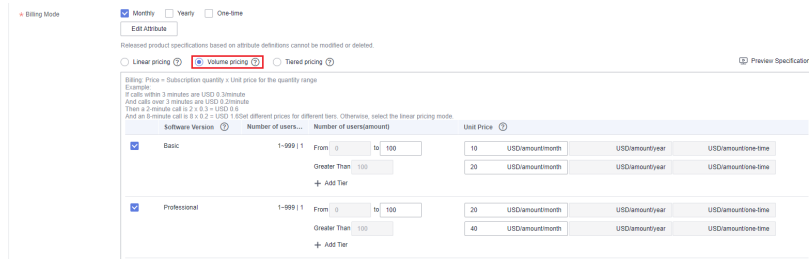 * Billing Mode
Monthly Yearly One-time
Edit Attribute
Released product specifications based on attribute definitions cannot be modified or deleted.
Linear pricing ? Volume pricing ? Tiered pricing ?
Preview Specification
Billing: Price = Subscription quantity x Unit price for the quantity range
Example:
If calls within 3 minutes are USD 0.3/minute
And calls over 3 minutes are USD 0.2/minute
Then a 2-minute call is 2 x 0.3 = USD 0.6
And an 8-minute call is 8 x 0.2 = USD 1.6Set different prices for different tiers. Otherwise, select the linear pricing mode.
Software Version ? Number of users... Number of users(amount) Unit Price ?
Basic 1~999 | 1 From 0 to 100 10 USD/amount/month USD/amount/year USD/amount/one-time
Greater Than 100 20 USD/amount/month USD/amount/year USD/amount/one-time
+ Add Tier
Professional 1~999 | 1 From 0 to 100 20 USD/amount/month USD/amount/year USD/amount/one-time
Greater Than 100 40 USD/amount/month USD/amount/year USD/amount/one-time
+ Add Tier